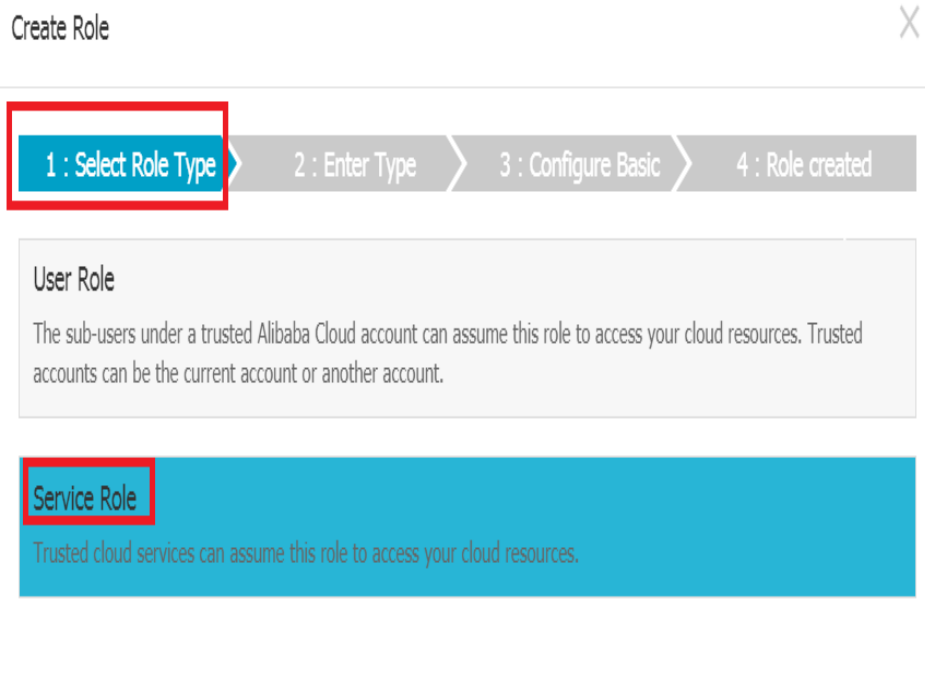 Create Role
X
1 : Select Role Type
2 : Enter Type
3 : Configure Basic
4 : Role created
User Role
The sub-users under a trusted Alibaba Cloud account can assume this role to access your cloud resources. Trusted
accounts can be the current account or another account.
Service Role
Trusted cloud services can assume this role to access your cloud resources.